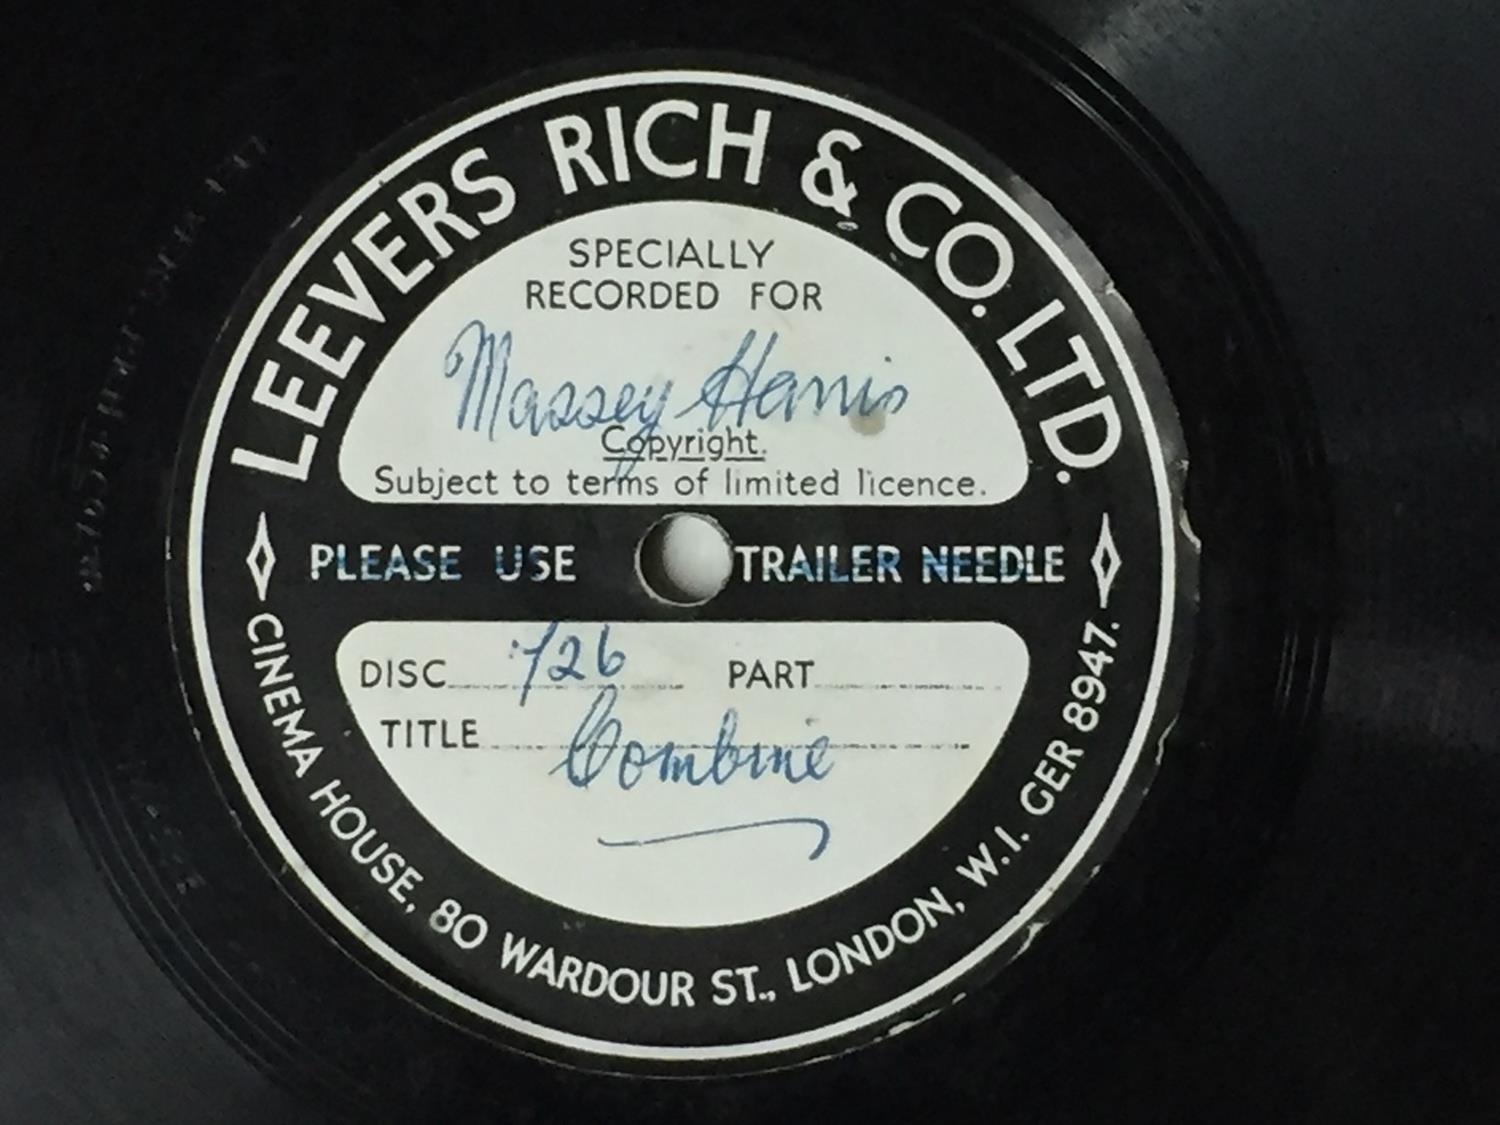 LEEVERS RICH & CO. LTD.
SPECIALLY
RECORDED FOR
Massey Harris
Copyright.
Subject to terms of limited licence.
PLEASE USE TRAILER NEEDLE
DISC 726 PART
TITLE Combine
CINEMA HOUSE, 80 WARDOUR ST., LONDON, W.1. GER 8947.